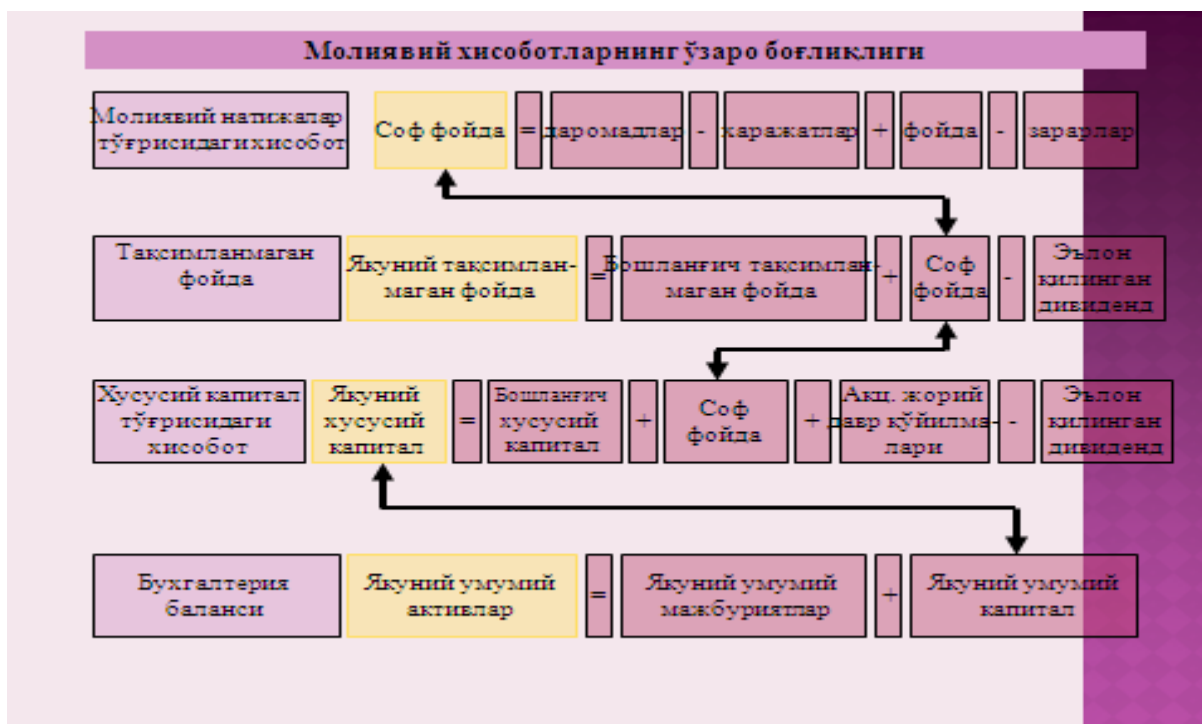 Молиявий хисоботларнинг ўзаро боғлиқлиги
Молиявий натижалар
тўғрисидаги хисобот
Соф фойда
=
даромадлар
-
харажатлар
+
фойда
-
зарарлар
Тақсимланмаган
фойда
Якуний тақсимлан-
маган фойда
=
Бошланғич тақсимлан-
маган фойда
+
Соф
фойда
-
Эълон
қилинган
дивиденд
Хусусий капитал
тўғрисидаги
хисобот
Якуний
хусусий
капитал
=
Бошланғич
хусусий
капитал
+
Соф
фойда
+
Акц. жорий
давр қўйилма-
лари
-
Эълон
қилинган
дивиденд
Бухгалтерия
баланси
Якуний умумий
активлар
=
Якуний умумий
мажбуриятлар
+
Якуний умумий
капитал